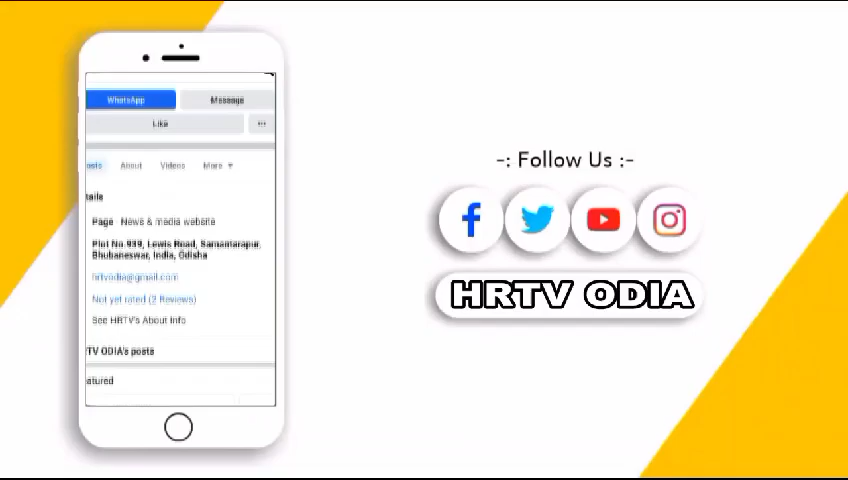 WhatsApp
Message
Like
...
osts About Videos More
tails
Page · News & media website
Plot No.939, Lewis Road, Samantarapur,
Bhubaneswar, India, Odisha
hrtvodia@gmail.com
Not yet rated (2 Reviews)
See HRTV's About Info
TV ODIA's posts
atured
-: Follow Us :-
HRTV ODIA